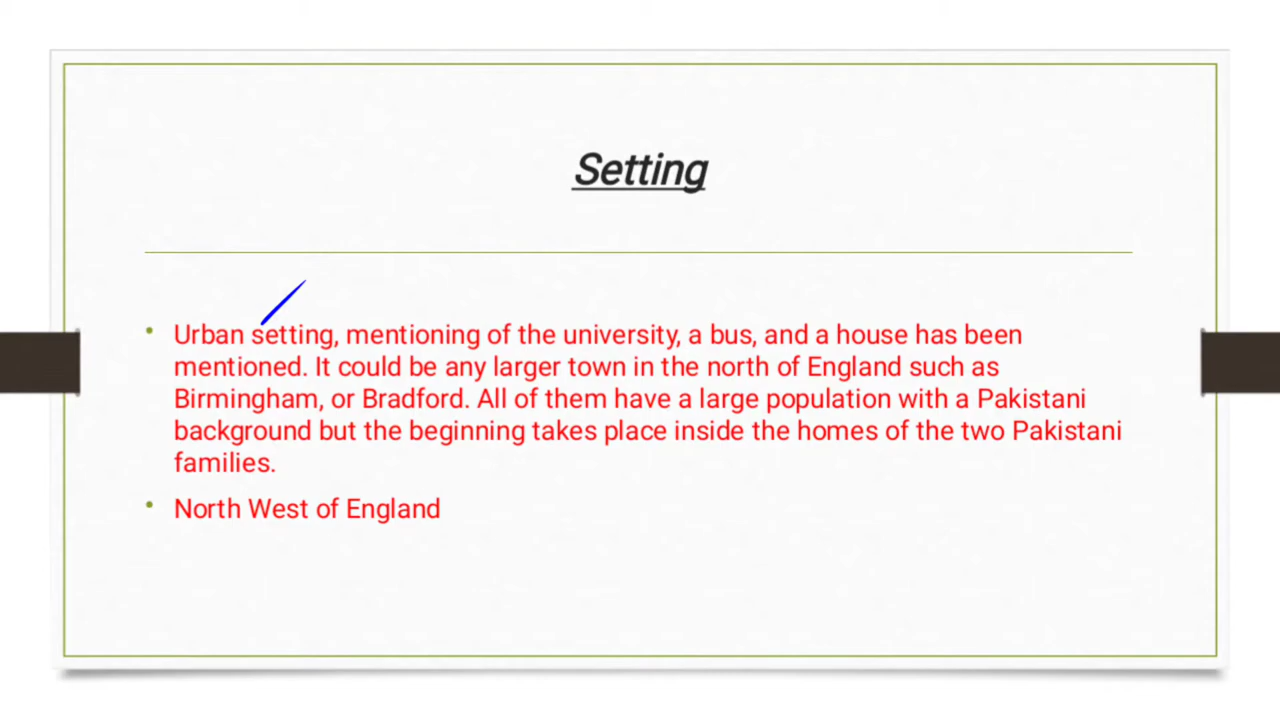 Setting
Urban setting, mentioning of the university, a bus, and a house has been
mentioned. It could be any larger town in the north of England such as
Birmingham, or Bradford. All of them have a large population with a Pakistani
background but the beginning takes place inside the homes of the two Pakistani
families.
North West of England